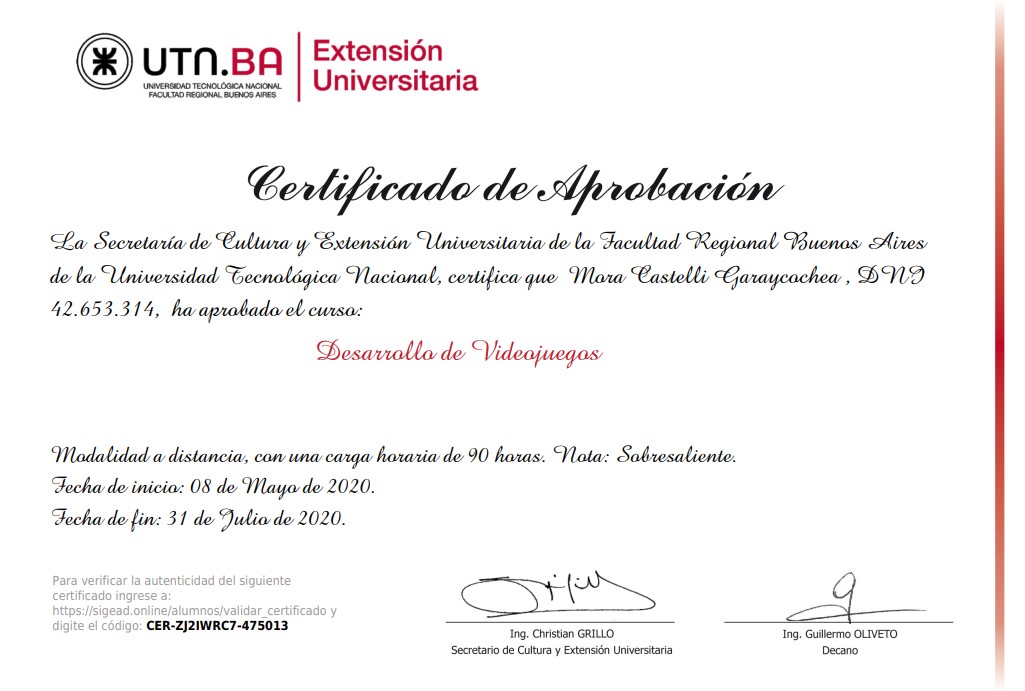 UTN.BA
UNIVERSIDAD TECNOLÓGICA NACIONAL
FACULTAD REGIONAL BUENOS AIRES
Extensión
Universitaria
Certificado de Aprobación
La Secretaría de Cultura y Extensión Universitaria de la Facultad Regional Buenos Aires
de la Universidad Tecnológica Nacional, certifica que Mora Castelli Garaycochea , DNI
42.653.314, ha aprobado el curso:
Desarrollo de Videojuegos
Modalidad a distancia, con una carga horaria de 90 horas. Nota: Sobresaliente.
Fecha de inicio: 08 de Mayo de 2020.
Fecha de fin: 31 de Julio de 2020.
Para verificar la autenticidad del siguiente
certificado ingrese a:
https://sigead.online/alumnos/validar_certificado y
digite el código: CER-ZJ2IWRC7-475013
Ing. Christian GRILLO
Secretario de Cultura y Extensión Universitaria
Ing. Guillermo OLIVETO
Decano